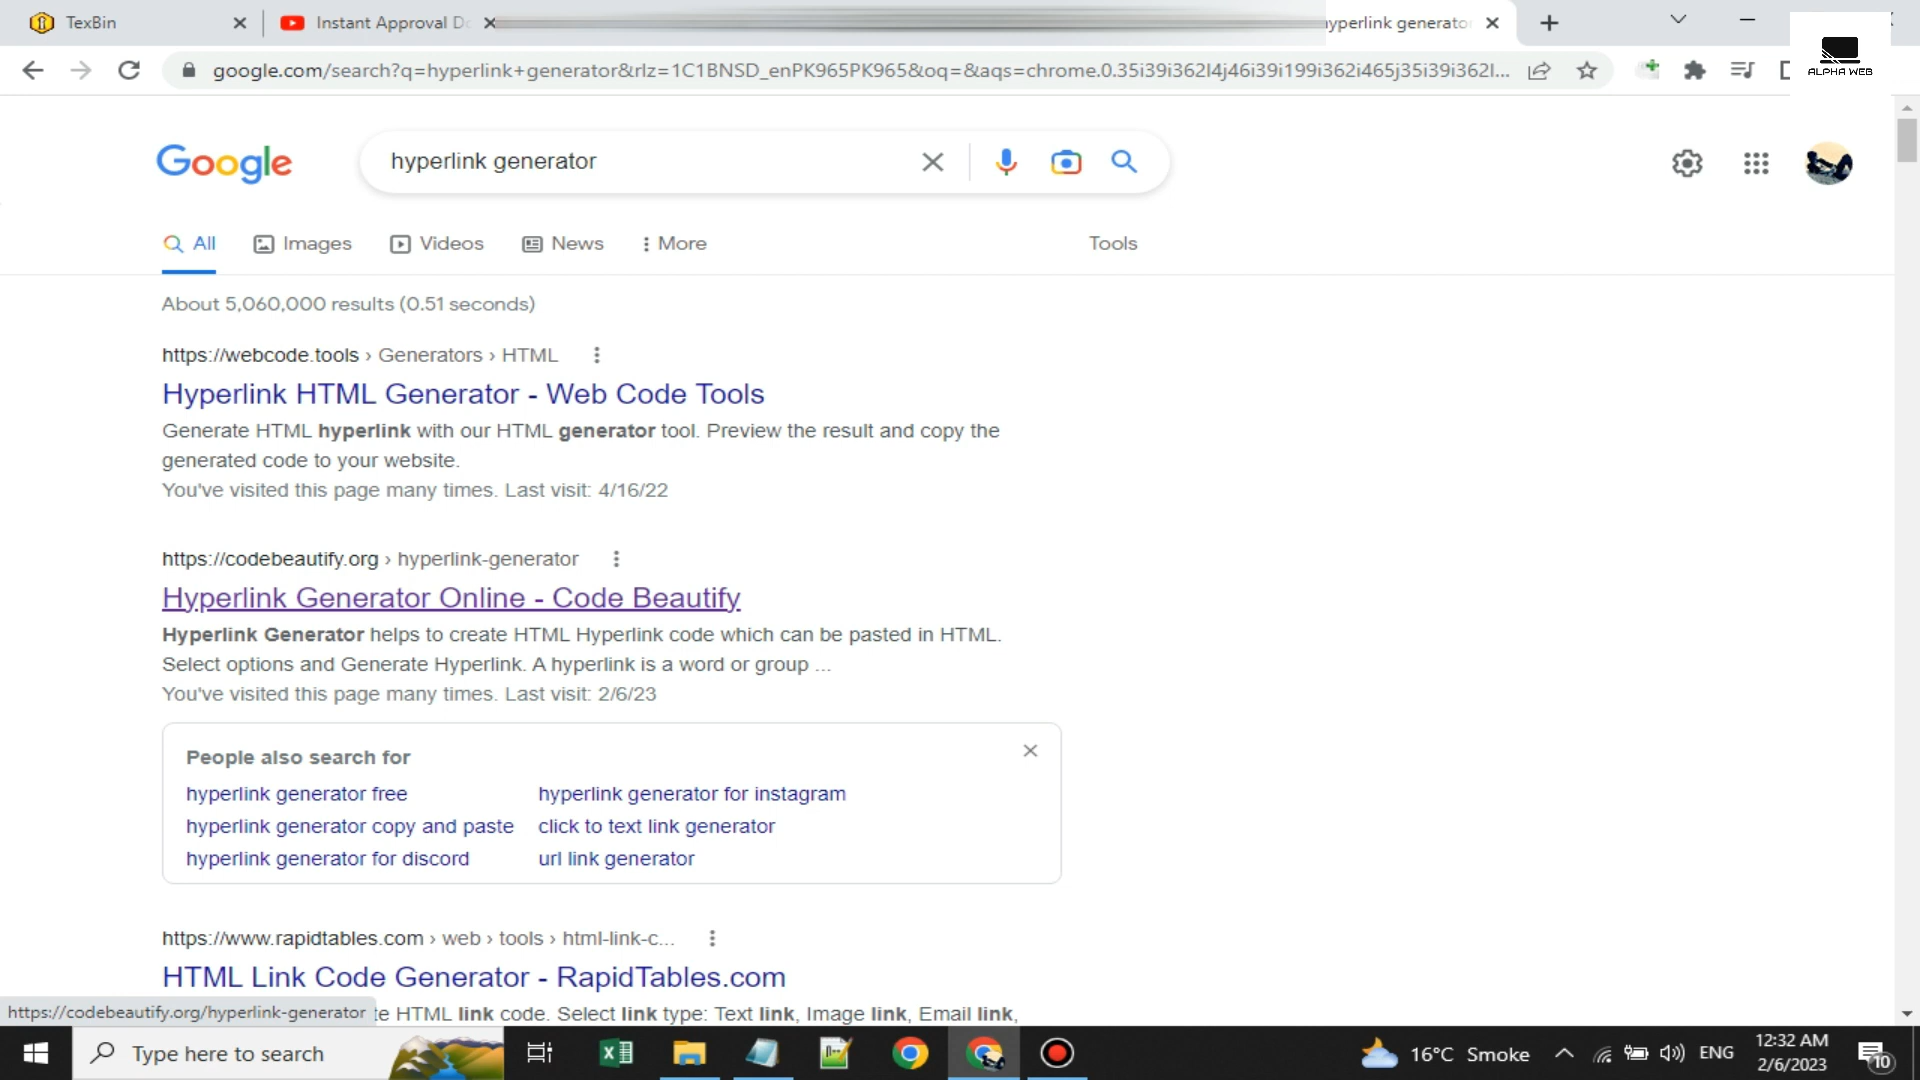 TexBin
Instant Approval D
yperlink generato
google.com/search?q=hyperlink+generator&rlz=1C1BNSD_enPK965PK965&oq=&aqs=chrome.0.35i39i362l4j46i39i199i362i465j35i39i362l...
ALPHA WEB
Google
hyperlink generator
All
Images
Videos
News
More
Tools
About 5,060,000 results (0.51 seconds)
https://webcode.tools › Generators › HTML
Hyperlink HTML Generator - Web Code Tools
Generate HTML hyperlink with our HTML generator tool. Preview the result and copy the
generated code to your website.
You've visited this page many times. Last visit: 4/16/22
https://codebeautify.org › hyperlink-generator
Hyperlink Generator Online - Code Beautify
Hyperlink Generator helps to create HTML Hyperlink code which can be pasted in HTML.
Select options and Generate Hyperlink. A hyperlink is a word or group ...
You've visited this page many times. Last visit: 2/6/23
People also search for
hyperlink generator free
hyperlink generator for instagram
hyperlink generator copy and paste
click to text link generator
hyperlink generator for discord
url link generator
https://www.rapidtables.com › web › tools › html-link-c...
HTML Link Code Generator - RapidTables.com
https://codebeautify.org/hyperlink-generator
te HTML link code. Select link type: Text link, Image link, Email link,
Type here to search
16°C Smoke
ENG
12:32 AM
2/6/2023
10